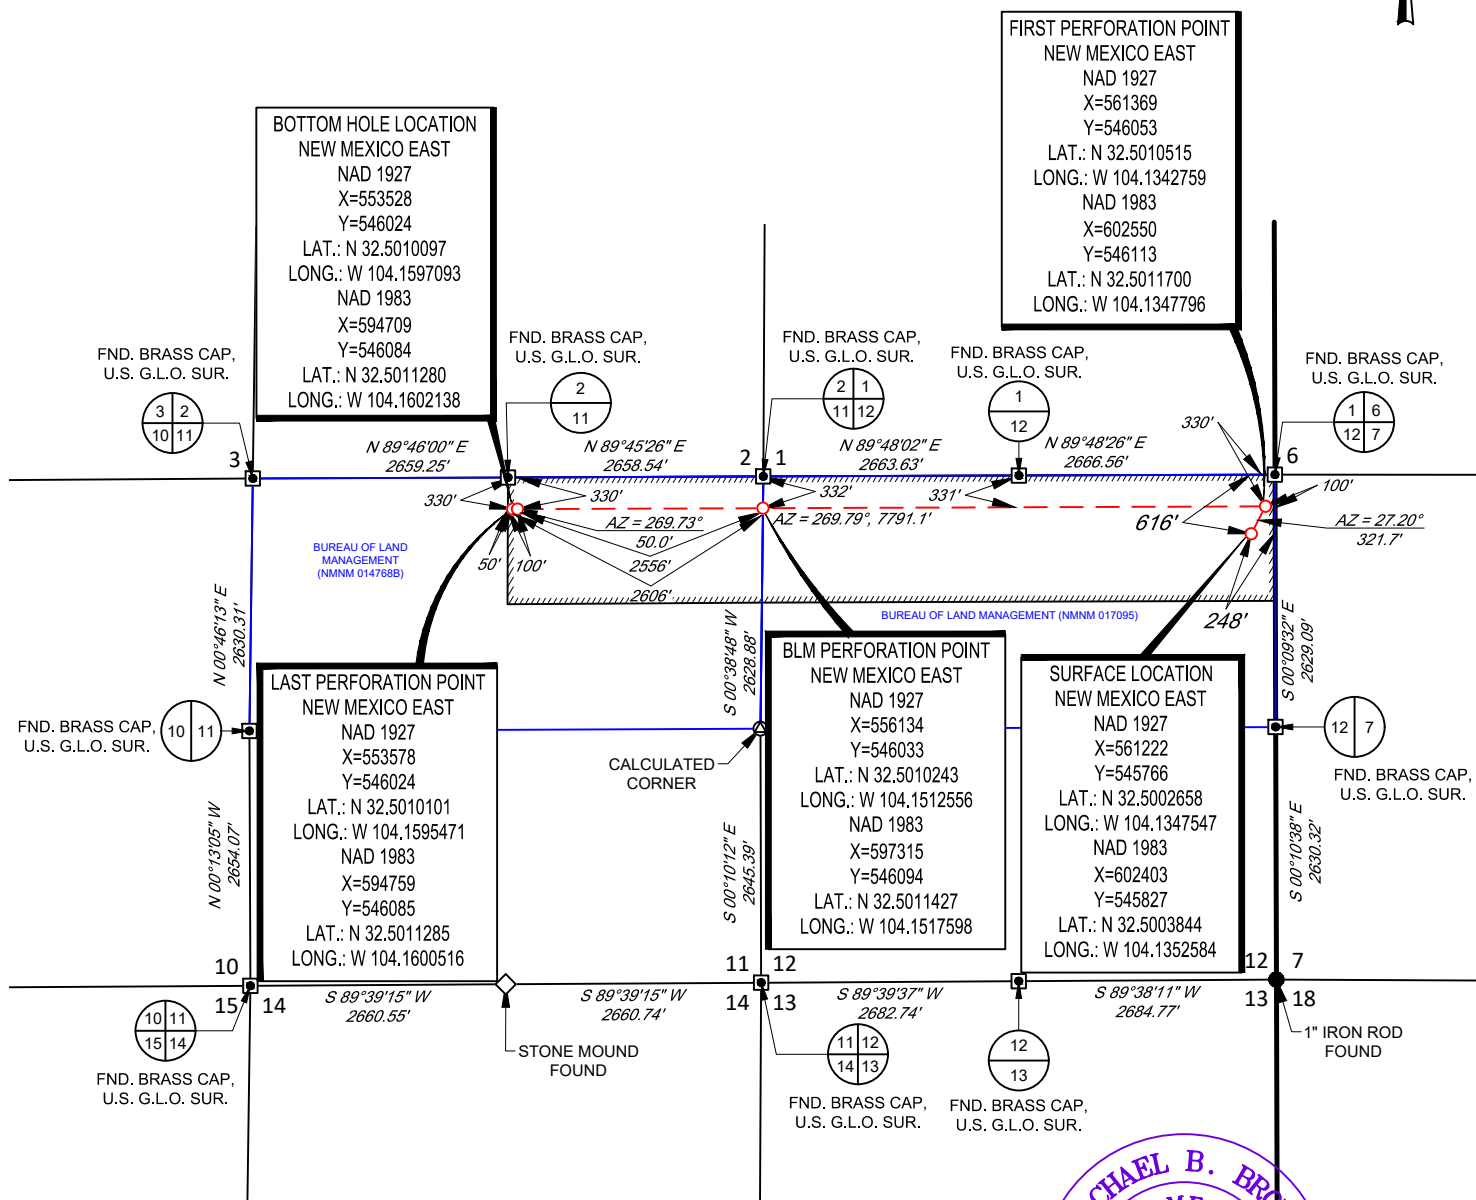 FIRST PERFORATION POINT
NEW MEXICO EAST
NAD 1927
X=561369
Y=546053
LAT.: N 32.5010515
LONG.: W 104.1342759
NAD 1983
X=602550
Y=546113
LAT.: N 32.5011700
LONG.: W 104.1347796
BOTTOM HOLE LOCATION
NEW MEXICO EAST
NAD 1927
X=553528
Y=546024
LAT.: N 32.5010097
LONG.: W 104.1597093
NAD 1983
X=594709
Y=546084
LAT.: N 32.5011280
LONG.: W 104.1602138
FND. BRASS CAP,
U.S. G.L.O. SUR.
3 2
10 11
FND. BRASS CAP,
U.S. G.L.O. SUR.
2
11
FND. BRASS CAP,
U.S. G.L.O. SUR.
2 1
11 12
FND. BRASS CAP,
U.S. G.L.O. SUR.
1
12
FND. BRASS CAP,
U.S. G.L.O. SUR.
1 6
12 7
3
N 89°46'00" E
2659.25'
N 89°45'26" E
2658.54'
2 1
N 89°48'02" E
2663.63'
N 89°48'26" E
2666.56'
6
330'
330'
330'
332'
331'
100'
616'
AZ = 269.73°
50.0'
AZ = 269.79°, 7791.1'
AZ = 27.20°
321.7'
50'
100'
2556'
2606'
248'
BUREAU OF LAND
MANAGEMENT
(NMNM 014768B)
BUREAU OF LAND MANAGEMENT (NMNM 017095)
N 00°46'13" E
2630.31'
S 00°38'48" W
2628.88'
S 00°09'32" E
2629.09'
LAST PERFORATION POINT
NEW MEXICO EAST
NAD 1927
X=553578
Y=546024
LAT.: N 32.5010101
LONG.: W 104.1595471
NAD 1983
X=594759
Y=546085
LAT.: N 32.5011285
LONG.: W 104.1600516
BLM PERFORATION POINT
NEW MEXICO EAST
NAD 1927
X=556134
Y=546033
LAT.: N 32.5010243
LONG.: W 104.1512556
NAD 1983
X=597315
Y=546094
LAT.: N 32.5011427
LONG.: W 104.1517598
SURFACE LOCATION
NEW MEXICO EAST
NAD 1927
X=561222
Y=545766
LAT.: N 32.5002658
LONG.: W 104.1347547
NAD 1983
X=602403
Y=545827
LAT.: N 32.5003844
LONG.: W 104.1352584
FND. BRASS CAP,
U.S. G.L.O. SUR.
10 11
CALCULATED
CORNER
12 7
FND. BRASS CAP,
U.S. G.L.O. SUR.
N 00°13'05" W
2654.07'
S 00°10'12" E
2645.39'
S 00°10'38" E
2630.32'
10
15 14
S 89°39'15" W
2660.55'
S 89°39'15" W
2660.74'
11 12
14 13
S 89°39'37" W
2682.74'
S 89°38'11" W
2684.77'
12 7
13 18
10 11
15 14
FND. BRASS CAP,
U.S. G.L.O. SUR.
STONE MOUND
FOUND
11 12
14 13
FND. BRASS CAP,
U.S. G.L.O. SUR.
12
13
FND. BRASS CAP,
U.S. G.L.O. SUR.
1" IRON ROD
FOUND
CHAEL B. BRO